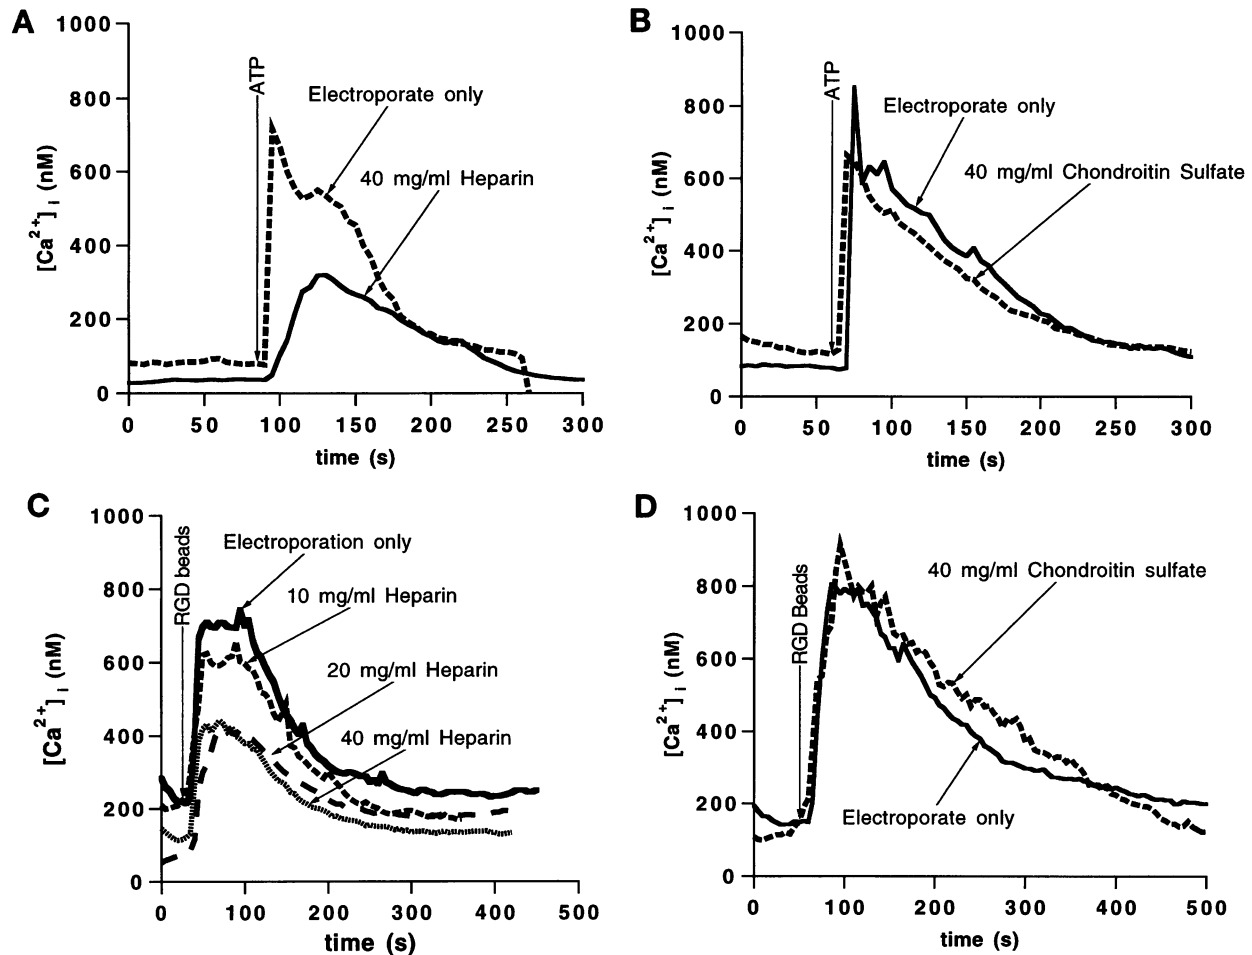 A
1000
800
600
400
200
0
[Ca2+] i (nM)
ATP
Electroporate only
40 mg/ml Heparin
0 50 100 150 200 250 300
time (s)
B
1000
800
600
400
200
0
[Ca2+] i (nM)
ATP
Electroporate only
40 mg/ml Chondroitin Sulfate
0 50 100 150 200 250 300
time (s)
C
1000
800
600
400
200
0
[Ca2+] i (nM)
RGD beads
Electroporation only
10 mg/ml Heparin
20 mg/ml Heparin
40 mg/ml Heparin
0 100 200 300 400 500
time (s)
D
1000
800
600
400
200
0
[Ca2+] i (nM)
RGD Beads
40 mg/ml Chondroitin sulfate
Electroporate only
0 100 200 300 400 500
time (s)